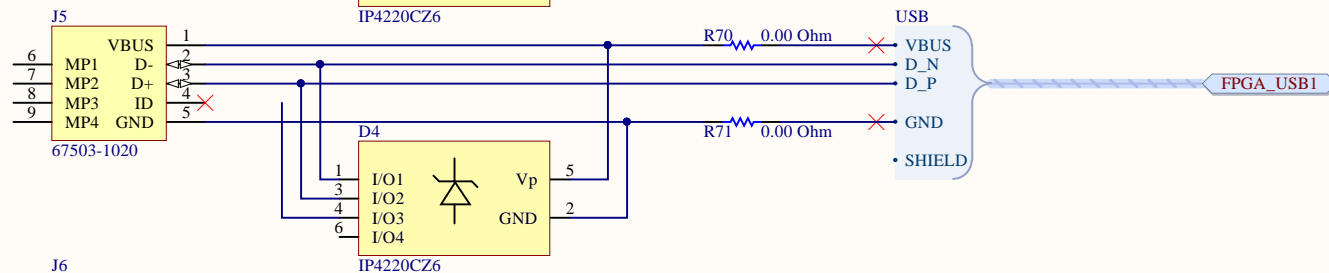 IP4220CZ6
J5
USB
VBUS 1 R70 0.00 Ohm VBUS
6 MP1 D- 2 D_N
7 MP2 D+ 3 D_P FPGA_USB1
8 MP3 ID 4
9 MP4 GND 5 GND
R71 0.00 Ohm
D4
67503-1020
SHIELD
1 I/O1 Vp 5
3 I/O2
4 I/O3 GND 2
6 I/O4
J6
IP4220CZ6